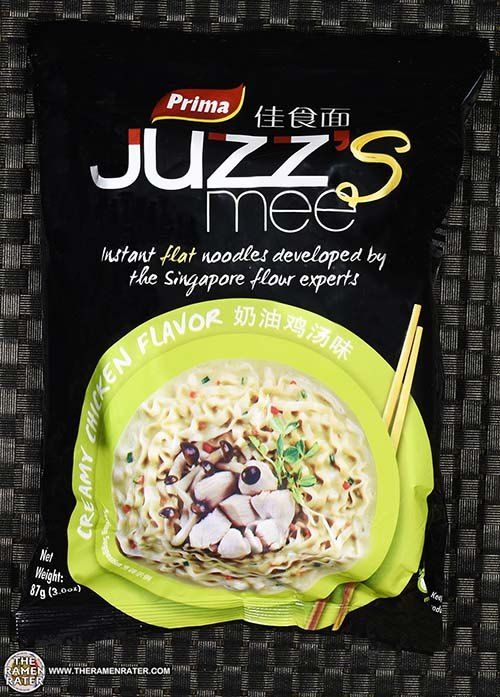 Prima
佳食面
JUZZ'S
mee
Instant flat noodles developed by
the Singapore flour experts
CREAMY CHICKEN FLAVOR 奶油鸡汤味
Net
Weight:
87g (3.0oz)
THE
RAMEN
RATER
WWW.THERAMENRATER.COM